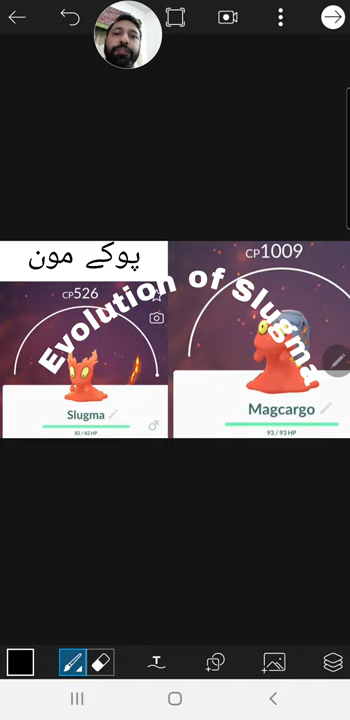 پوکے مون
Evolution of Slugma
CP526
Slugma
82 / 82 HP
CP1009
Magcargo
93 / 93 HP